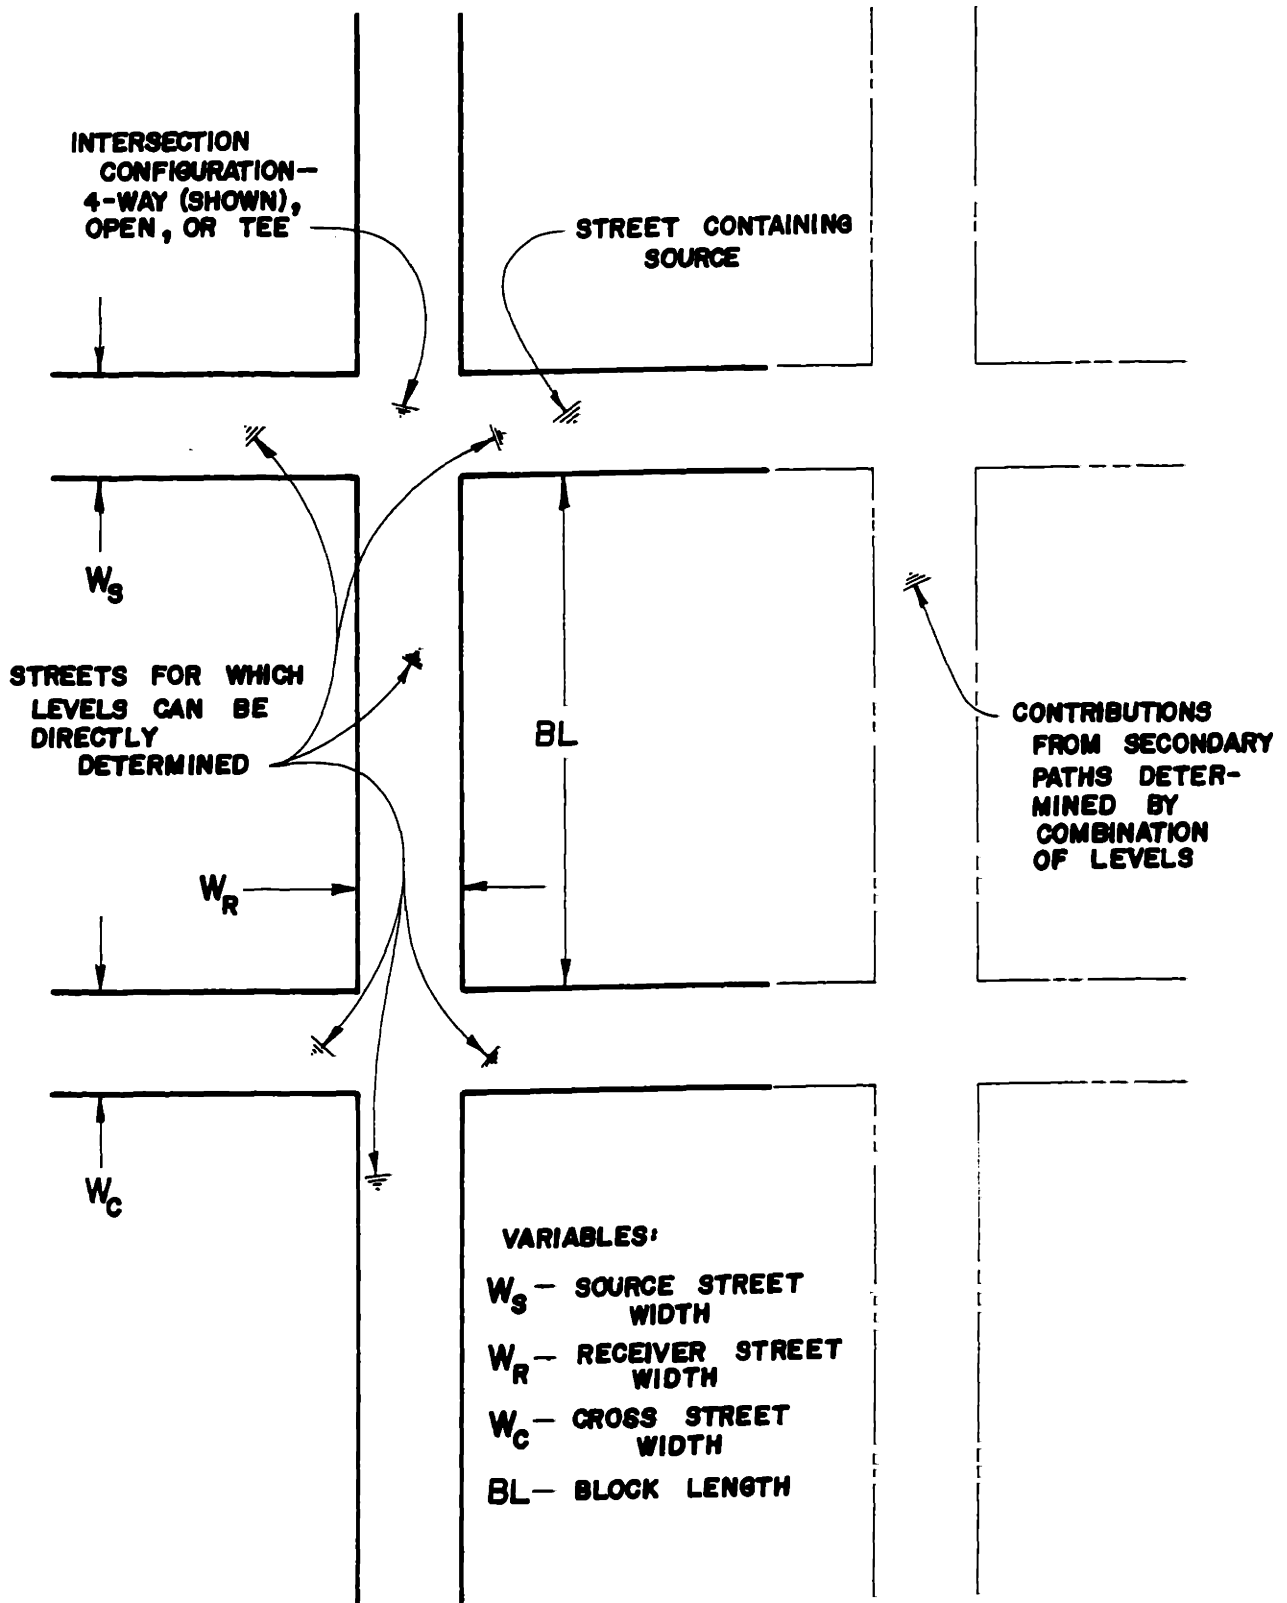 INTERSECTION
CONFIGURATION—
4-WAY (SHOWN),
OPEN, OR TEE
STREET CONTAINING
SOURCE
W_S
STREETS FOR WHICH
LEVELS CAN BE
DIRECTLY
DETERMINED
BL
CONTRIBUTIONS
FROM SECONDARY
PATHS DETER-
MINED BY
COMBINATION
OF LEVELS
W_R
W_C
VARIABLES:
W_S — SOURCE STREET
WIDTH
W_R — RECEIVER STREET
WIDTH
W_C — CROSS STREET
WIDTH
BL — BLOCK LENGTH